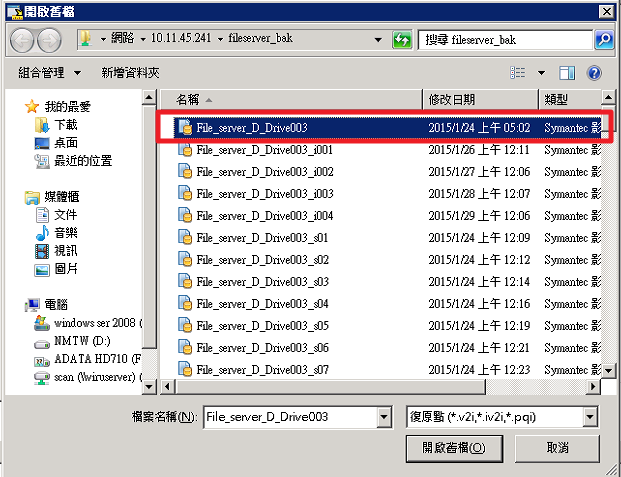 開啟舊檔
網路 10.11.45.241 fileserver_bak 搜尋 fileserver_bak
組合管理 新增資料夾
名稱 修改日期 類型
我的最愛
下載
桌面
最近的位置
媒體櫃
文件
音樂
視訊
圖片
電腦
windows ser 2008 (
NMTW (D:)
ADATA HD710 (F
scan (\\wiruserver) (
File_server_D_Drive003 2015/1/24 上午 05:02 Symantec 影
File_server_D_Drive003_i001 2015/1/26 上午 12:11 Symantec 影
File_server_D_Drive003_i002 2015/1/27 上午 12:06 Symantec 影
File_server_D_Drive003_i003 2015/1/28 上午 12:07 Symantec 影
File_server_D_Drive003_i004 2015/1/29 上午 12:06 Symantec 影
File_server_D_Drive003_s01 2015/1/24 上午 12:09 Symantec 影
File_server_D_Drive003_s02 2015/1/24 上午 12:12 Symantec 影
File_server_D_Drive003_s03 2015/1/24 上午 12:14 Symantec 影
File_server_D_Drive003_s04 2015/1/24 上午 12:16 Symantec 影
File_server_D_Drive003_s05 2015/1/24 上午 12:19 Symantec 影
File_server_D_Drive003_s06 2015/1/24 上午 12:21 Symantec 影
File_server_D_Drive003_s07 2015/1/24 上午 12:23 Symantec 影
檔案名稱(N): File_server_D_Drive003 復原點 (*.v2i,*.iv2i,*.pqi)
開啟舊檔(O) 取消